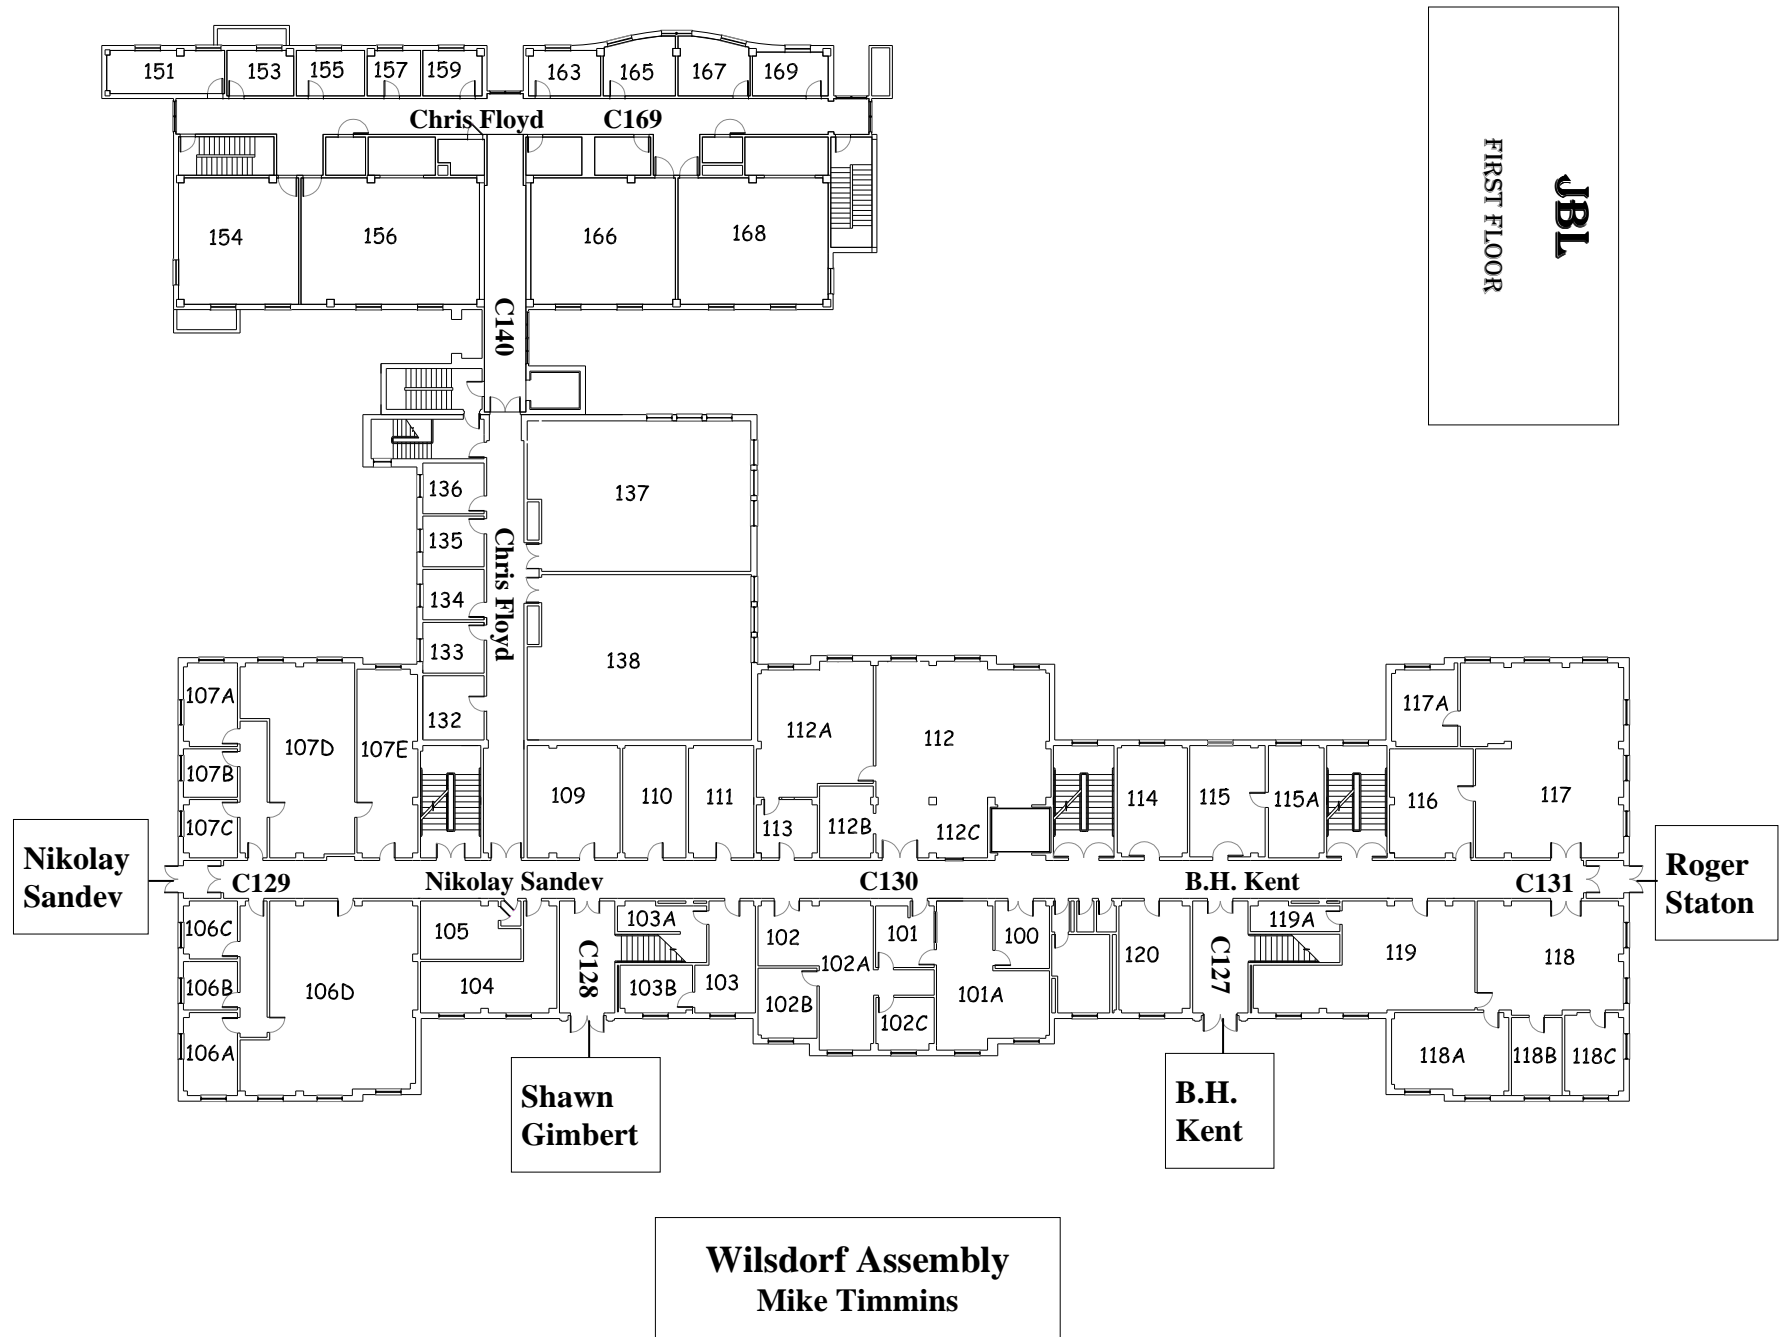 151
153
155
157
159
163
165
167
169
Chris Floyd
C169
154
156
166
168
JBL
FIRST FLOOR
C140
136
137
135
Chris Floyd
134
133
138
132
107A
107B
107C
107D
107E
109
110
111
112A
112
113
112B
112C
114
115
115A
116
117A
117
Nikolay
Sandev
C129
Nikolay Sandev
C130
B.H. Kent
C131
Roger
Staton
106C
106B
106A
106D
105
104
C128
103A
103B
103
102
102A
102B
101
102C
101A
100
120
C127
119A
119
118
118A
118B
118C
Shawn
Gimbert
B.H.
Kent
Wilsdorf Assembly
Mike Timmins